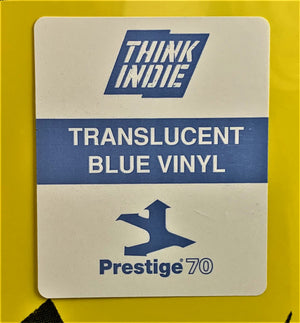 THINK
INDIE
TRANSLUCENT
BLUE VINYL
Prestige® 70